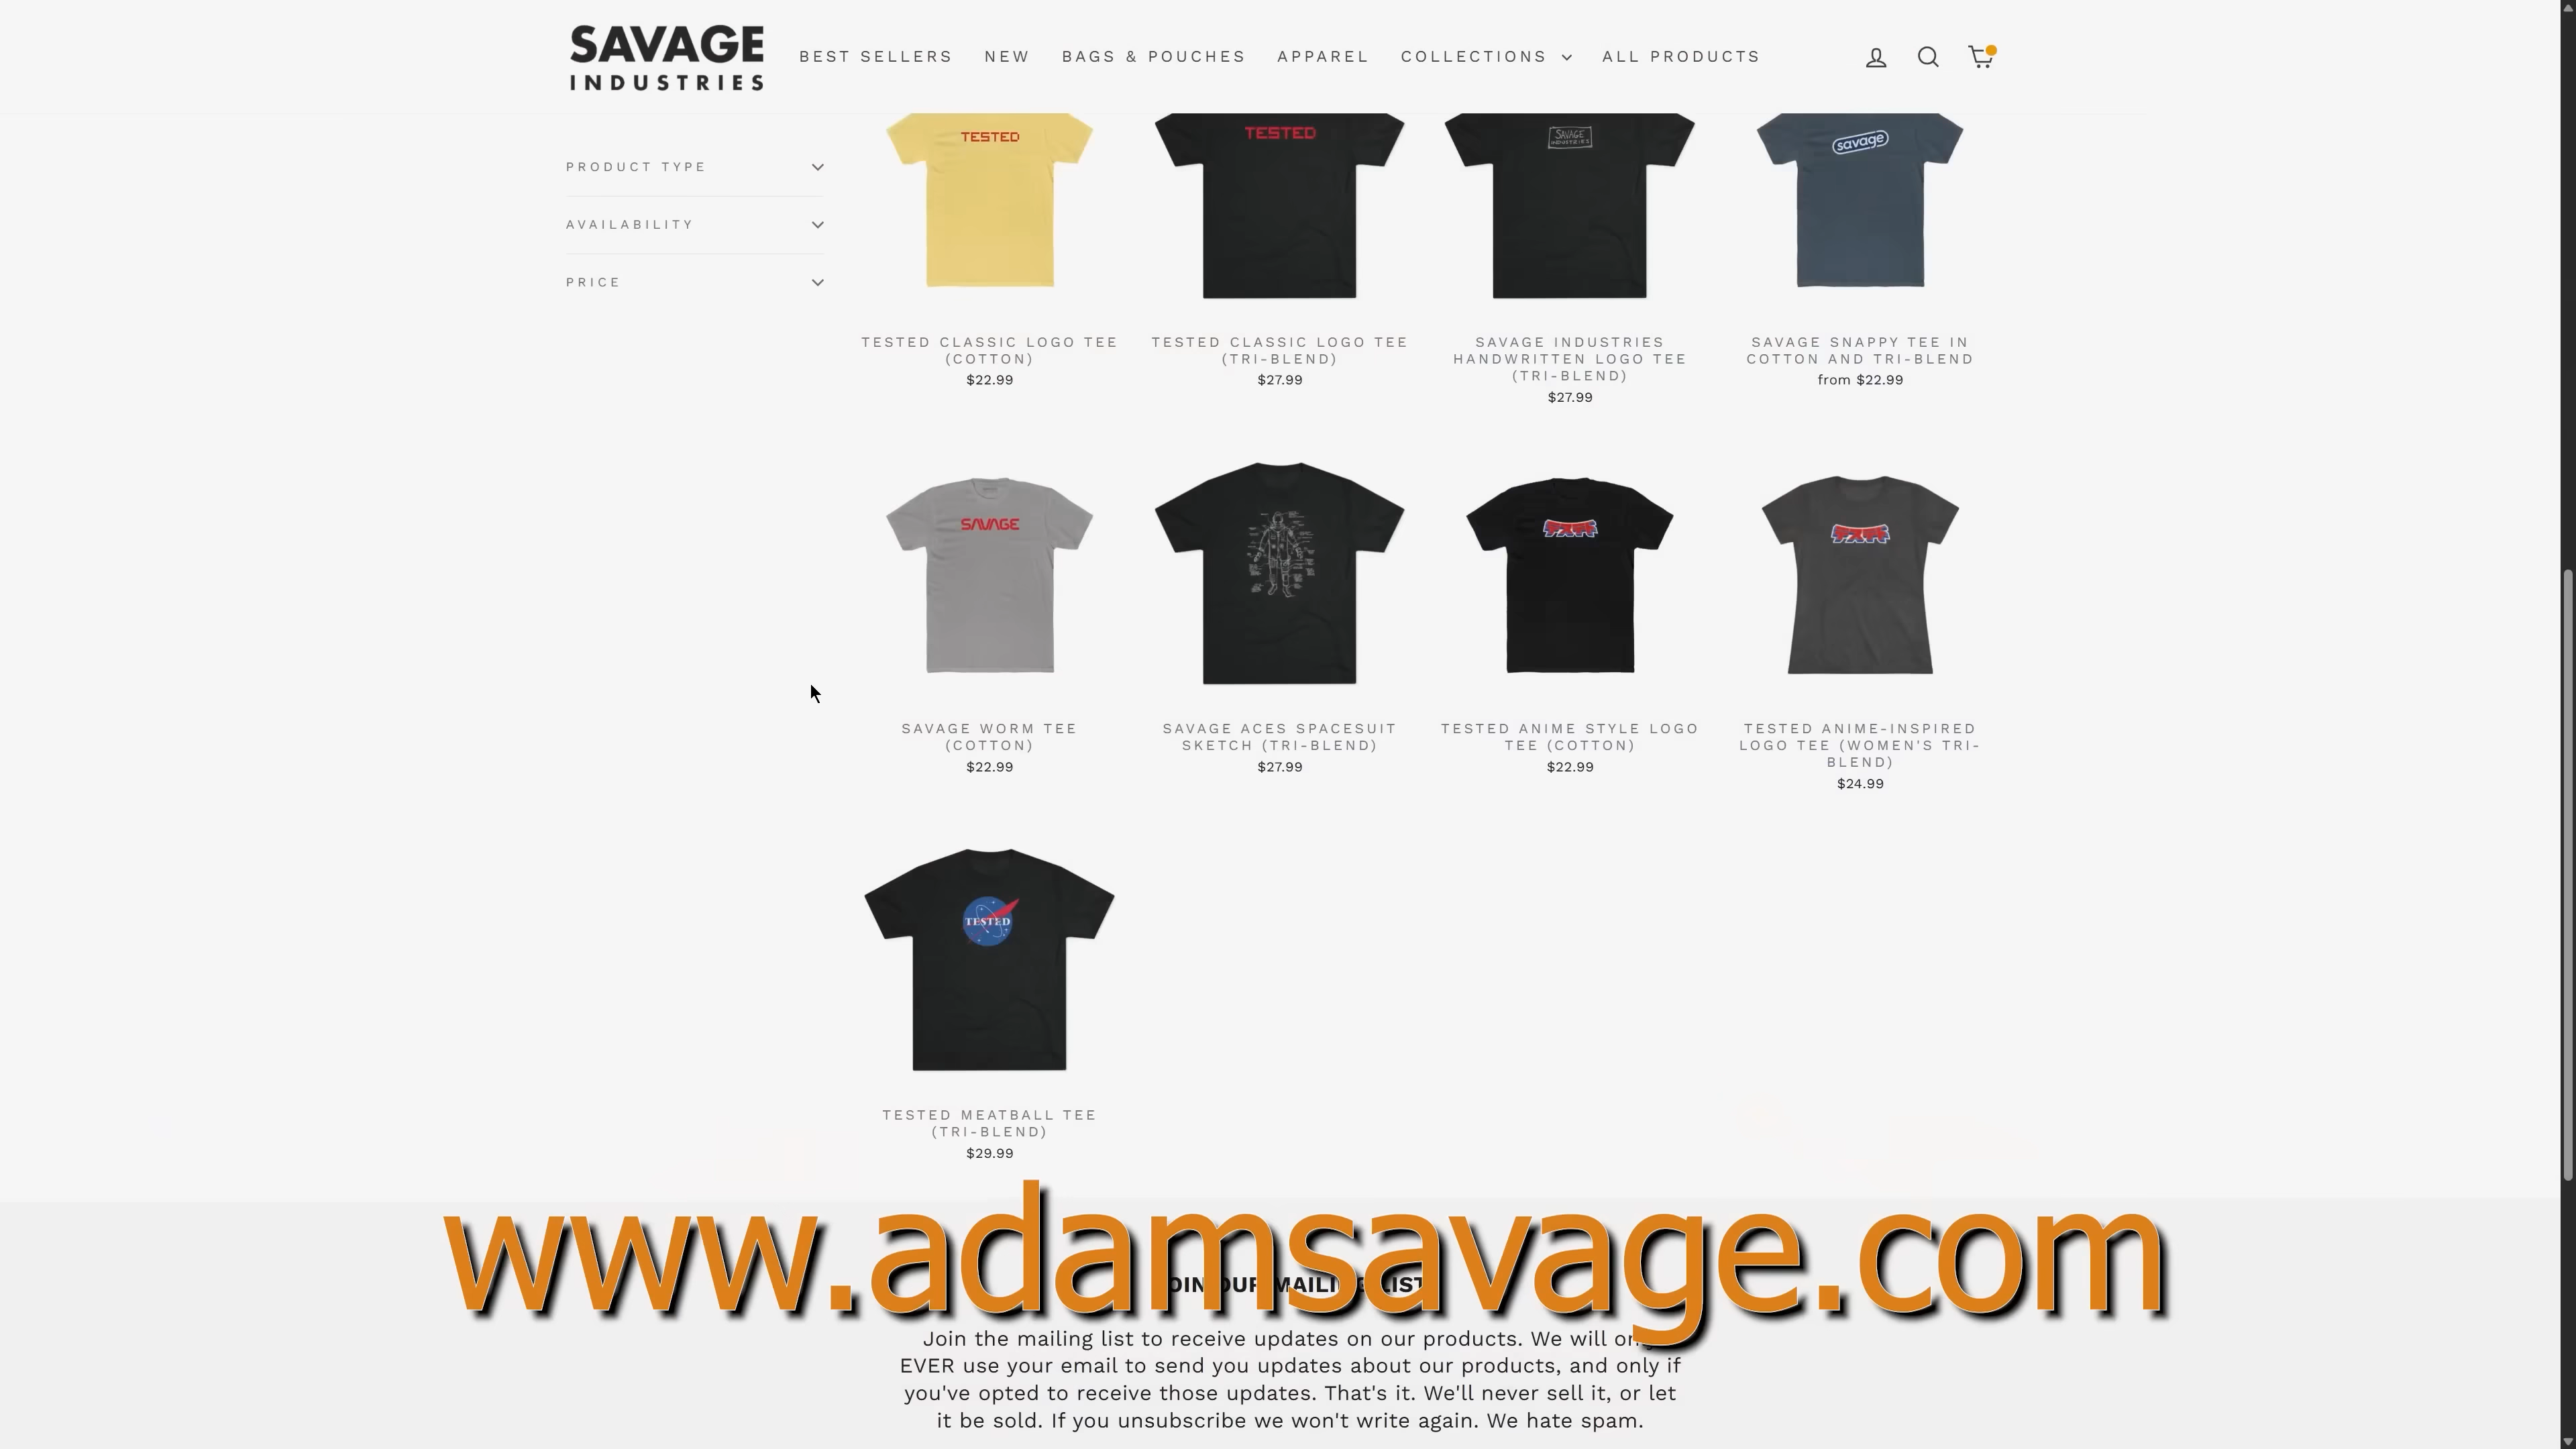 SAVAGE
INDUSTRIES
BEST SELLERS
NEW
BAGS & POUCHES
APPAREL
COLLECTIONS
ALL PRODUCTS
PRODUCT TYPE
AVAILABILITY
PRICE
TESTED
TESTED
SAVAGE
INDUSTRIES
savage
TESTED CLASSIC LOGO TEE
(COTTON)
$22.99
TESTED CLASSIC LOGO TEE
(TRI-BLEND)
$27.99
SAVAGE INDUSTRIES
HANDWRITTEN LOGO TEE
(TRI-BLEND)
$27.99
SAVAGE SNAPPY TEE IN
COTTON AND TRI-BLEND
from $22.99
SAVAGE
SAVAGE WORM TEE
(COTTON)
$22.99
SAVAGE ACES SPACESUIT
SKETCH (TRI-BLEND)
$27.99
TESTED ANIME STYLE LOGO
TEE (COTTON)
$22.99
TESTED ANIME-INSPIRED
LOGO TEE (WOMEN'S TRI-
BLEND)
$24.99
TESTED
TESTED MEATBALL TEE
(TRI-BLEND)
$29.99
www.adamsavage.com
OUR MAILING LIST
Join the mailing list to receive updates on our products. We will only
EVER use your email to send you updates about our products, and only if
you've opted to receive those updates. That's it. We'll never sell it, or let
it be sold. If you unsubscribe we won't write again. We hate spam.